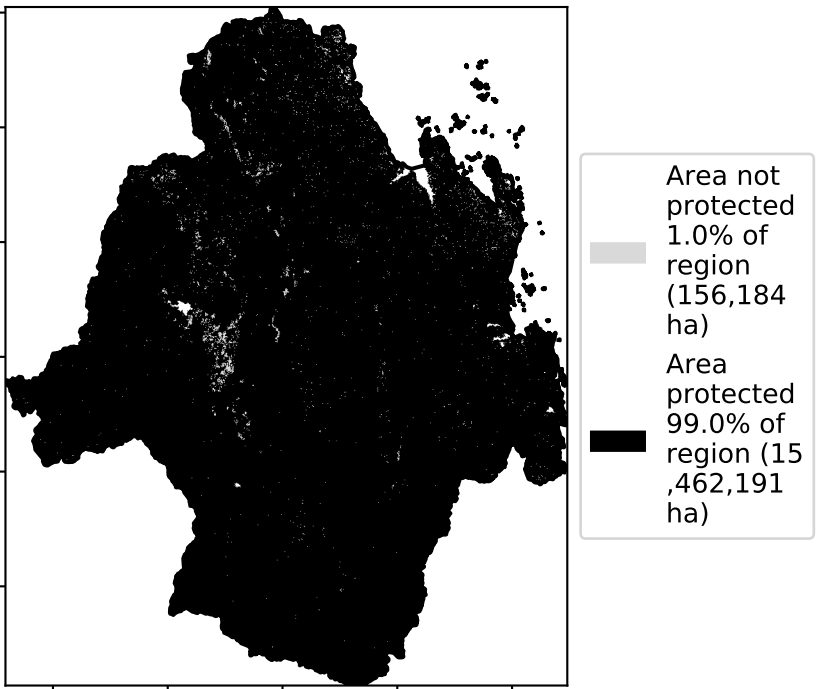 Area not
protected
1.0% of
region
(156,184
ha)
Area
protected
99.0% of
region (15
,462,191
ha)